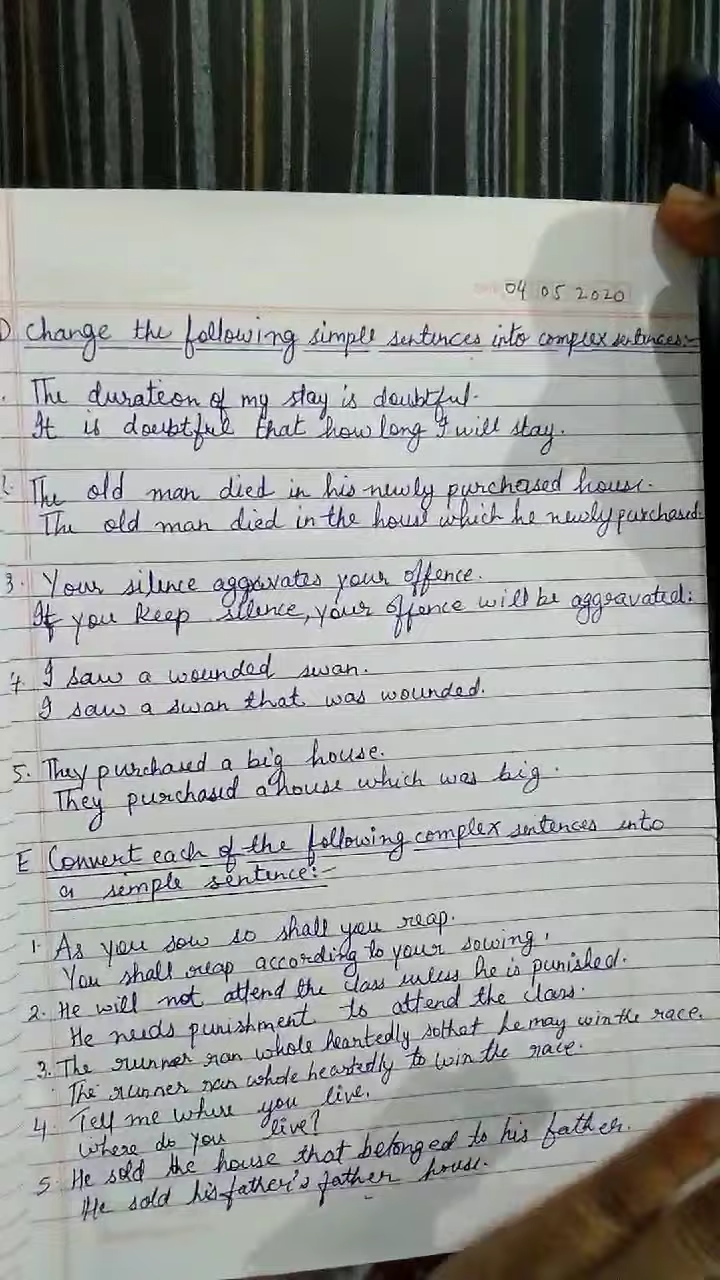 04 05 2020
D Change the following simple sentences into complex sentences:-
The duration of my stay is doubtful.
It is doubtful that how long I will stay.
The old man died in his newly purchased house.
The old man died in the house which he newly purchased.
3. Your silence aggravates your offence.
If you keep silence, your offence will be aggravated.
4. I saw a wounded swan.
I saw a swan that was wounded.
5. They purchased a big house.
They purchased a house which was big.
E Convert each of the following complex sentences into
a simple sentence:-
1. As you sow so shall you reap.
You shall reap according to your sowing.
2. He will not attend the class unless he is punished.
He needs punishment to attend the class.
3. The runner ran whole heartedly so that he may win the race.
The runner ran whole heartedly to win the race.
4. Tell me where you live.
Where do you live?
5. He sold the house that belonged to his father.
He sold his father's father house.